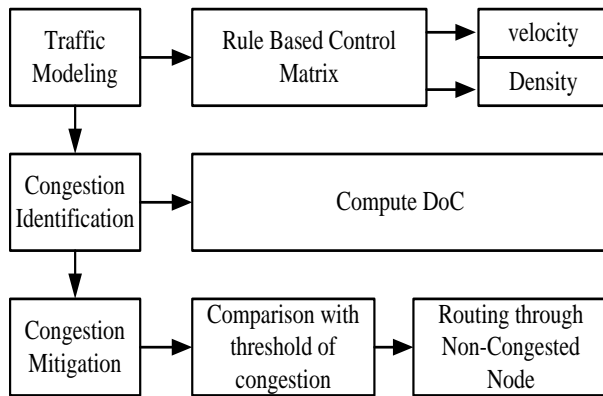 Traffic
Modeling
Rule Based Control
Matrix
velocity
Density
Congestion
Identification
Compute DoC
Congestion
Mitigation
Comparison with
threshold of
congestion
Routing through
Non-Congested
Node